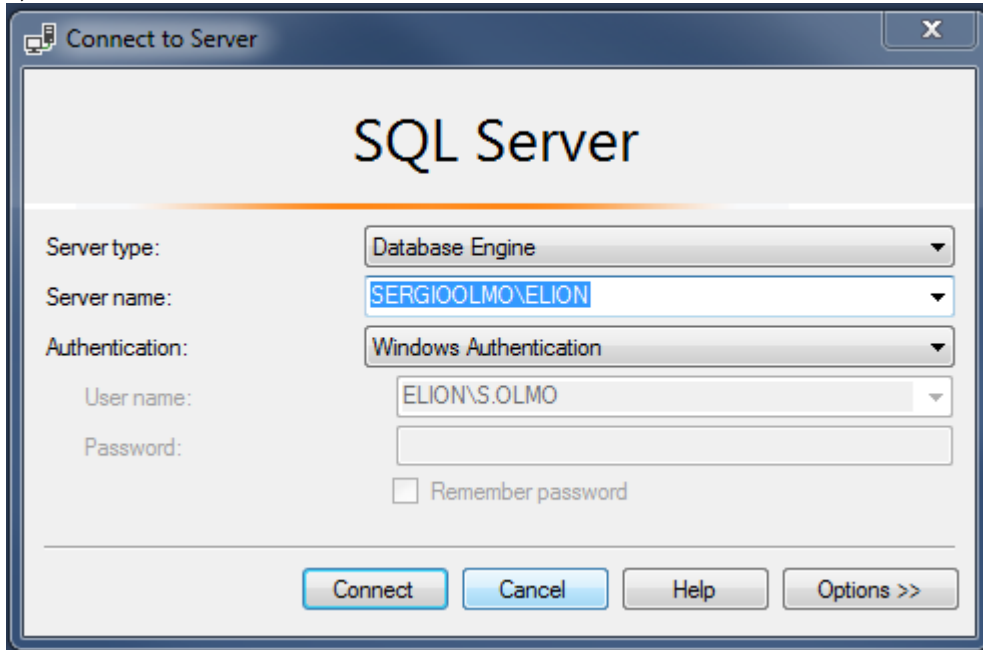 Connect to Server
SQL Server
Server type: Database Engine
Server name: SERGIOOLMO\ELION
Authentication: Windows Authentication
User name: ELION\S.OLMO
Password:
Remember password
Connect Cancel Help Options >>